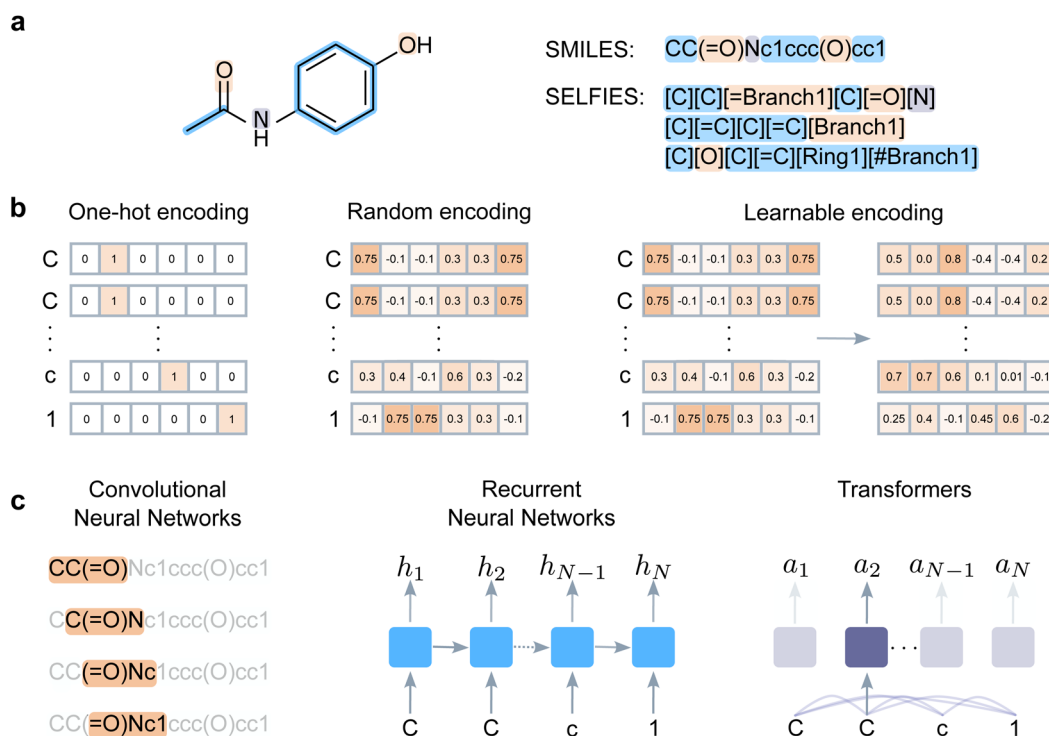 a
O
OH
N
H
SMILES: CC(=O)Nc1ccc(O)cc1
SELFIES: [C][C][=Branch1][C][=O][N]
[C][=C][C][=C][Branch1]
[C][O][C][=C][Ring1][#Branch1]
b
One-hot encoding
C 0 1 0 0 0 0
C 0 1 0 0 0 0
c 0 0 0 1 0 0
1 0 0 0 0 0 1
Random encoding
C 0.75 -0.1 -0.1 0.3 0.3 0.75
C 0.75 -0.1 -0.1 0.3 0.3 0.75
c 0.3 0.4 -0.1 0.6 0.3 -0.2
1 -0.1 0.75 0.75 0.3 0.3 -0.1
Learnable encoding
C 0.75 -0.1 -0.1 0.3 0.3 0.75 0.5 0.0 0.8 -0.4 -0.4 0.2
C 0.75 -0.1 -0.1 0.3 0.3 0.75 0.5 0.0 0.8 -0.4 -0.4 0.2
c 0.3 0.4 -0.1 0.6 0.3 -0.2 0.7 0.7 0.6 0.1 0.01 -0.1
1 -0.1 0.75 0.75 0.3 0.3 -0.1 0.25 0.4 -0.1 0.45 0.6 -0.2
c
Convolutional
Neural Networks
CC(=O)Nc1ccc(O)cc1
CC(=O)Nc1ccc(O)cc1
CC(=O)Nc1ccc(O)cc1
CC(=O)Nc1ccc(O)cc1
Recurrent
Neural Networks
h_1 h_2 h_{N-1} h_N
C C c 1
Transformers
a_1 a_2 a_{N-1} a_N
C C c 1